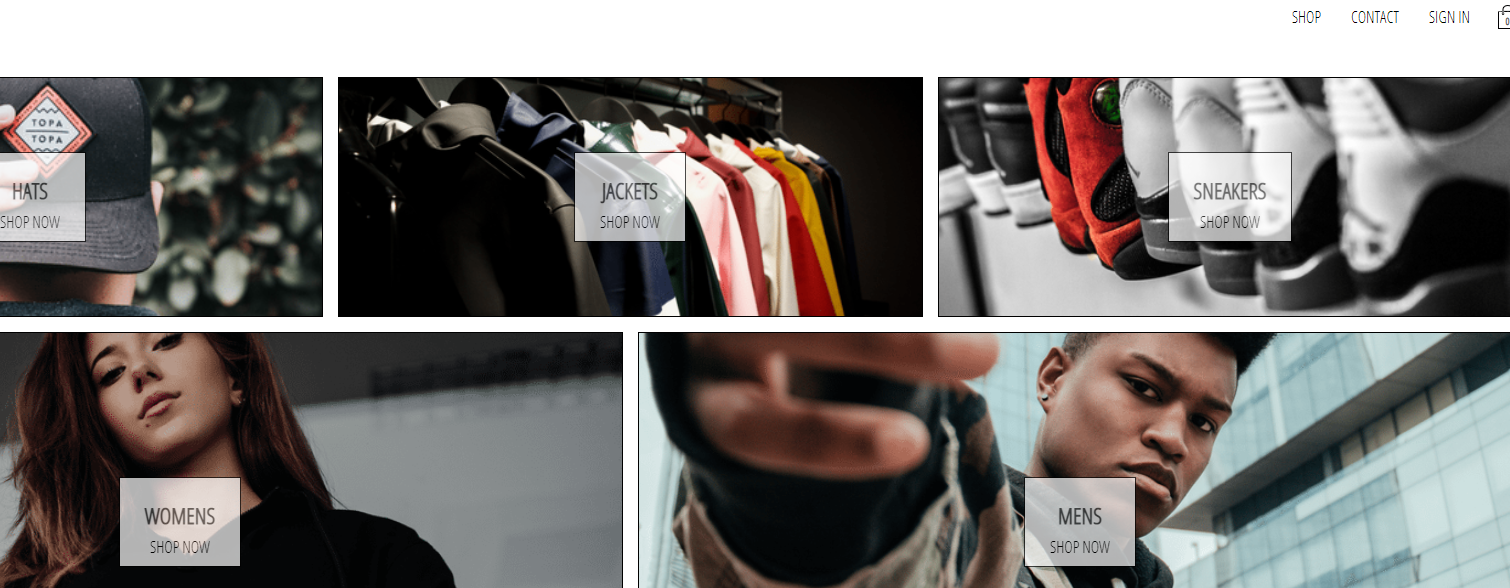 SHOP CONTACT SIGN IN
0
TOPA
TOPA
HATS
SHOP NOW
JACKETS
SHOP NOW
SNEAKERS
SHOP NOW
WOMENS
SHOP NOW
MENS
SHOP NOW